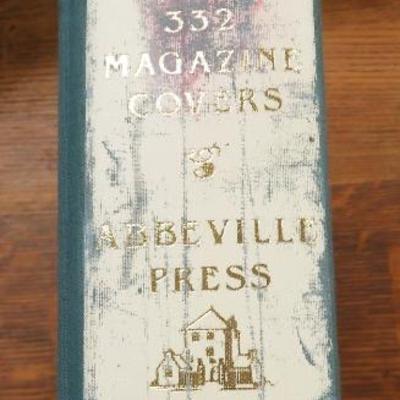 332
MAGAZINE
COVERS
ABBEVILLE
PRESS